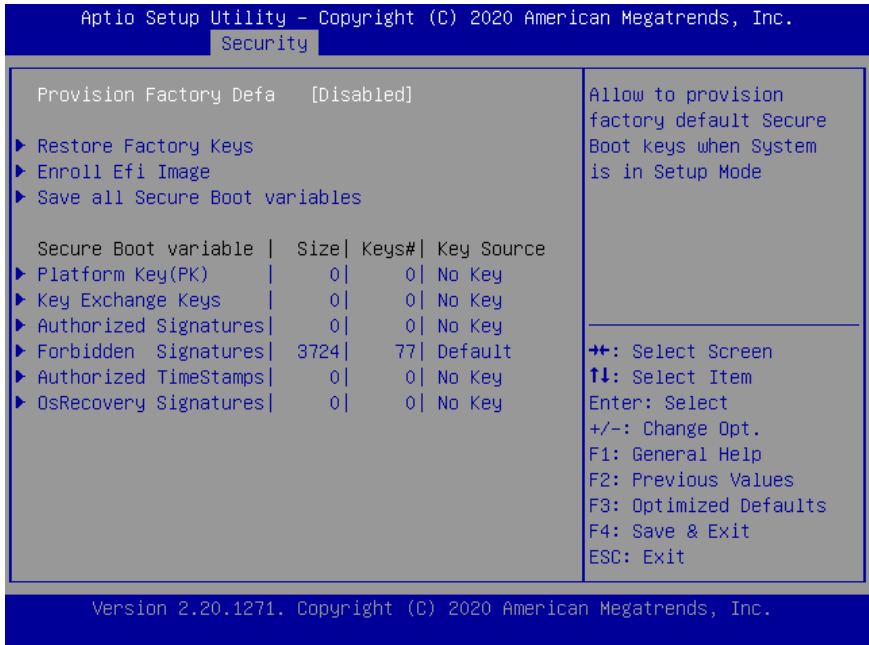 Aptio Setup Utility – Copyright (C) 2020 American Megatrends, Inc.
Security
Provision Factory Defa [Disabled]
Restore Factory Keys
Enroll Efi Image
Save all Secure Boot variables
Secure Boot variable | Size| Keys#| Key Source
Platform Key(PK) | 0| 0| No Key
Key Exchange Keys | 0| 0| No Key
Authorized Signatures| 0| 0| No Key
Forbidden Signatures| 3724| 77| Default
Authorized TimeStamps| 0| 0| No Key
OsRecovery Signatures| 0| 0| No Key
Allow to provision
factory default Secure
Boot keys when System
is in Setup Mode
→←: Select Screen
↑↓: Select Item
Enter: Select
+/-: Change Opt.
F1: General Help
F2: Previous Values
F3: Optimized Defaults
F4: Save & Exit
ESC: Exit
Version 2.20.1271. Copyright (C) 2020 American Megatrends, Inc.